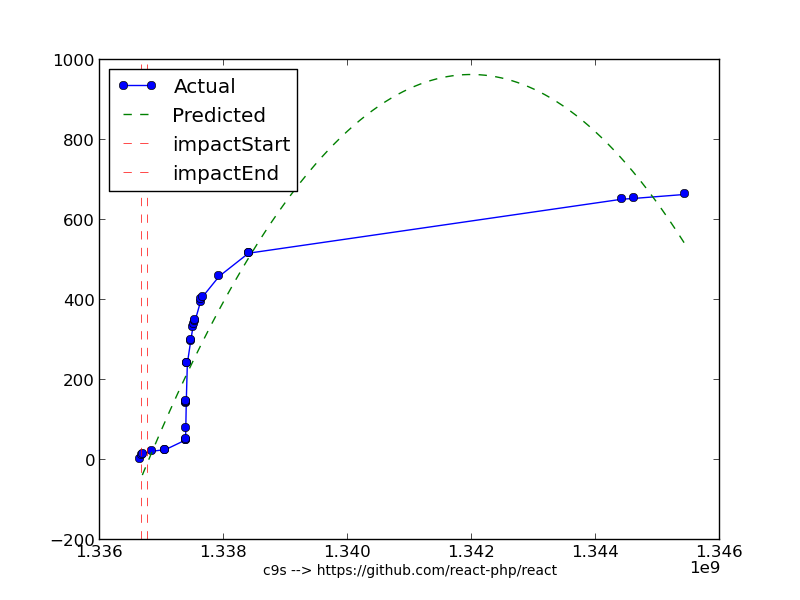 1000
800
600
400
200
0
−200
Actual
Predicted
impactStart
impactEnd
1.336 1.338 1.340 1.342 1.344 1.346
1e9
c9s --> https://github.com/react-php/react